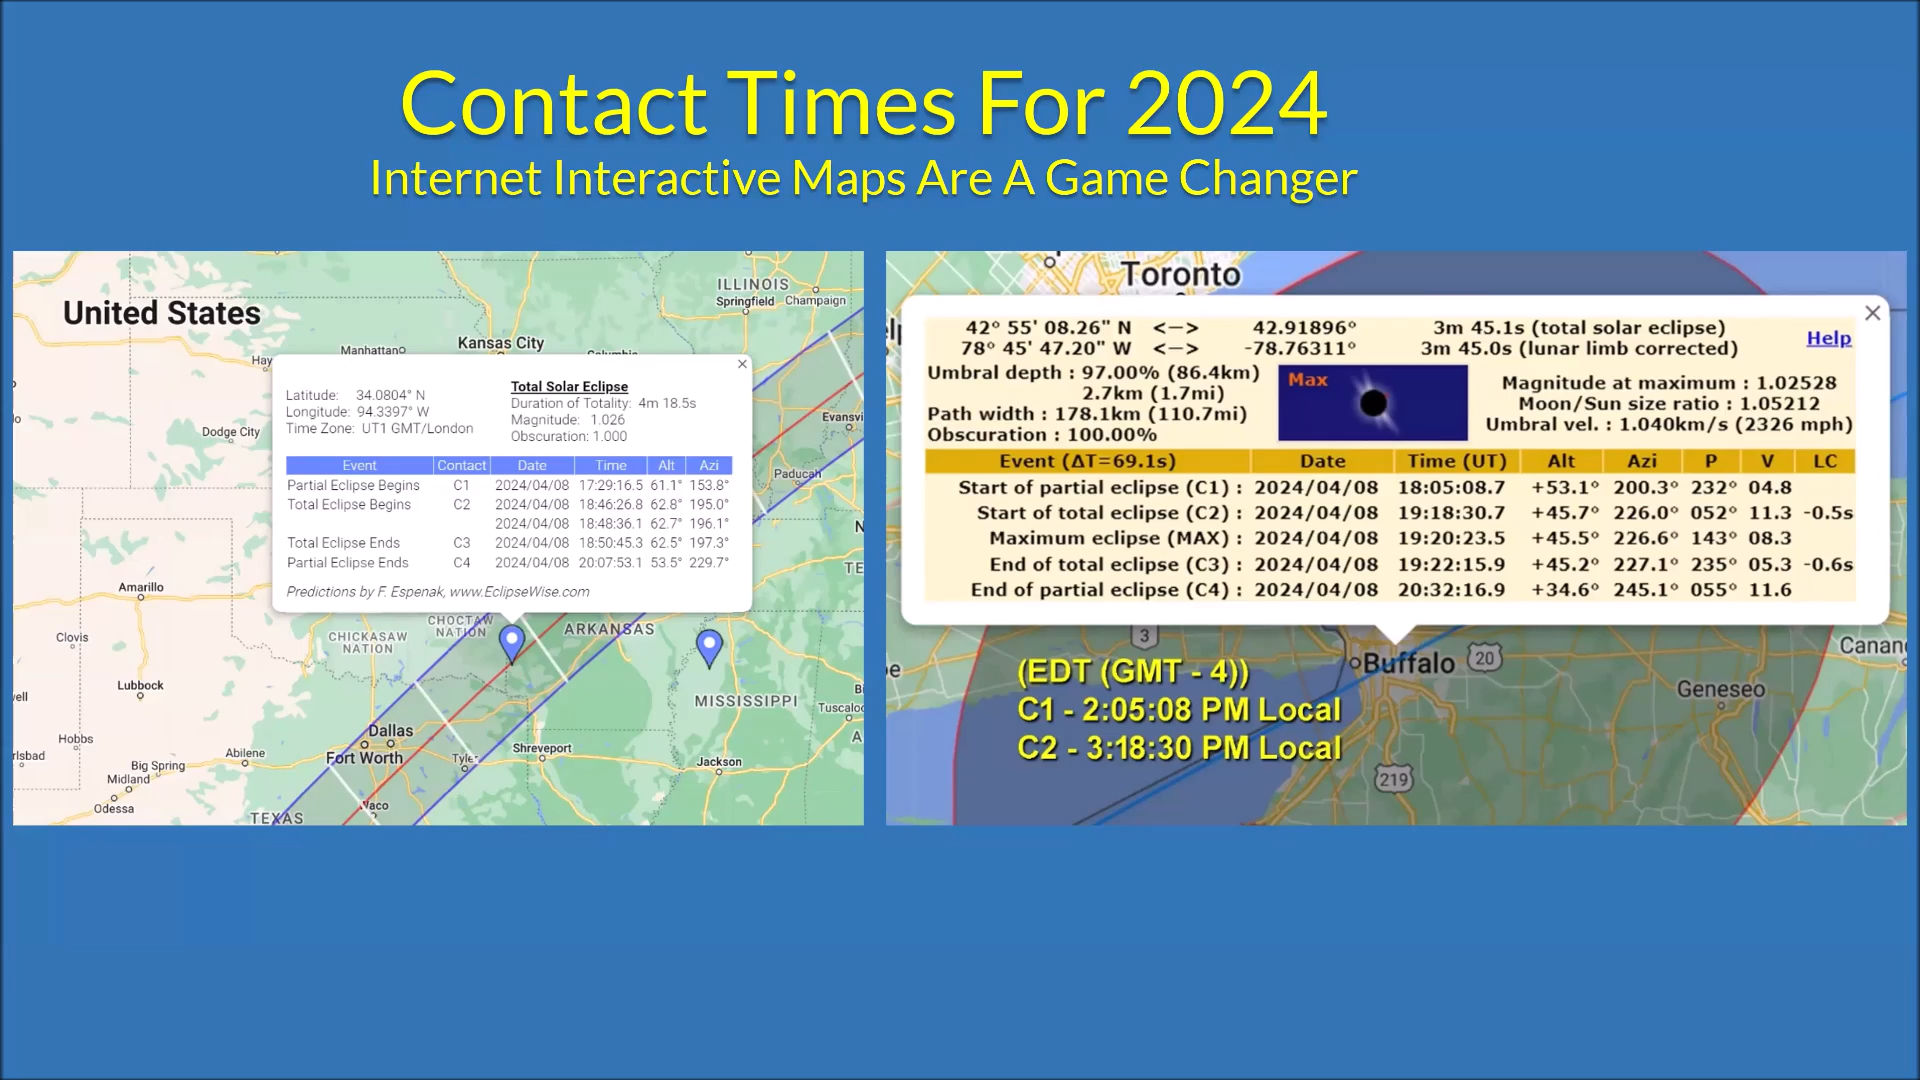 Contact Times For 2024
Internet Interactive Maps Are A Game Changer
United States
ILLINOIS
Springfield
Champaign
Kansas City
Manhattan
Hay
Dodge City
Evansvi
Paducah
Latitude: 34.0804° N
Longitude: 94.3397° W
Time Zone: UT1 GMT/London
Total Solar Eclipse
Duration of Totality: 4m 18.5s
Magnitude: 1.026
Obscuration: 1.000
Event Contact Date Time Alt Azi
Partial Eclipse Begins C1 2024/04/08 17:29:16.5 61.1° 153.8°
Total Eclipse Begins C2 2024/04/08 18:46:26.8 62.8° 195.0°
2024/04/08 18:48:36.1 62.7° 196.1°
Total Eclipse Ends C3 2024/04/08 18:50:45.3 62.5° 197.3°
Partial Eclipse Ends C4 2024/04/08 20:07:53.1 53.5° 229.7°
Predictions by F. Espenak, www.EclipseWise.com
TE
Amarillo
CHOCTAW
NATION
CHICKASAW
NATION
ARKANSAS
Clovis
Lubbock
MISSISSIPPI
Tuscaloo
Hobbs
Dallas
Fort Worth
Abilene
Tyler
Shreveport
Jackson
Big Spring
Midland
Odessa
Waco
TEXAS
Toronto
42° 55' 08.26" N <—> 42.91896° 3m 45.1s (total solar eclipse)
78° 45' 47.20" W <—> -78.76311° 3m 45.0s (lunar limb corrected)
Help
Umbral depth : 97.00% (86.4km)
2.7km (1.7mi)
Path width : 178.1km (110.7mi)
Obscuration : 100.00%
Max
Magnitude at maximum : 1.02528
Moon/Sun size ratio : 1.05212
Umbral vel. : 1.040km/s (2326 mph)
Event (ΔT=69.1s) Date Time (UT) Alt Azi P V LC
Start of partial eclipse (C1) : 2024/04/08 18:05:08.7 +53.1° 200.3° 232° 04.8
Start of total eclipse (C2) : 2024/04/08 19:18:30.7 +45.7° 226.0° 052° 11.3 -0.5s
Maximum eclipse (MAX) : 2024/04/08 19:20:23.5 +45.5° 226.6° 143° 08.3
End of total eclipse (C3) : 2024/04/08 19:22:15.9 +45.2° 227.1° 235° 05.3 -0.6s
End of partial eclipse (C4) : 2024/04/08 20:32:16.9 +34.6° 245.1° 055° 11.6
3
Buffalo
20
Canan
Geneseo
219
(EDT (GMT - 4))
C1 - 2:05:08 PM Local
C2 - 3:18:30 PM Local